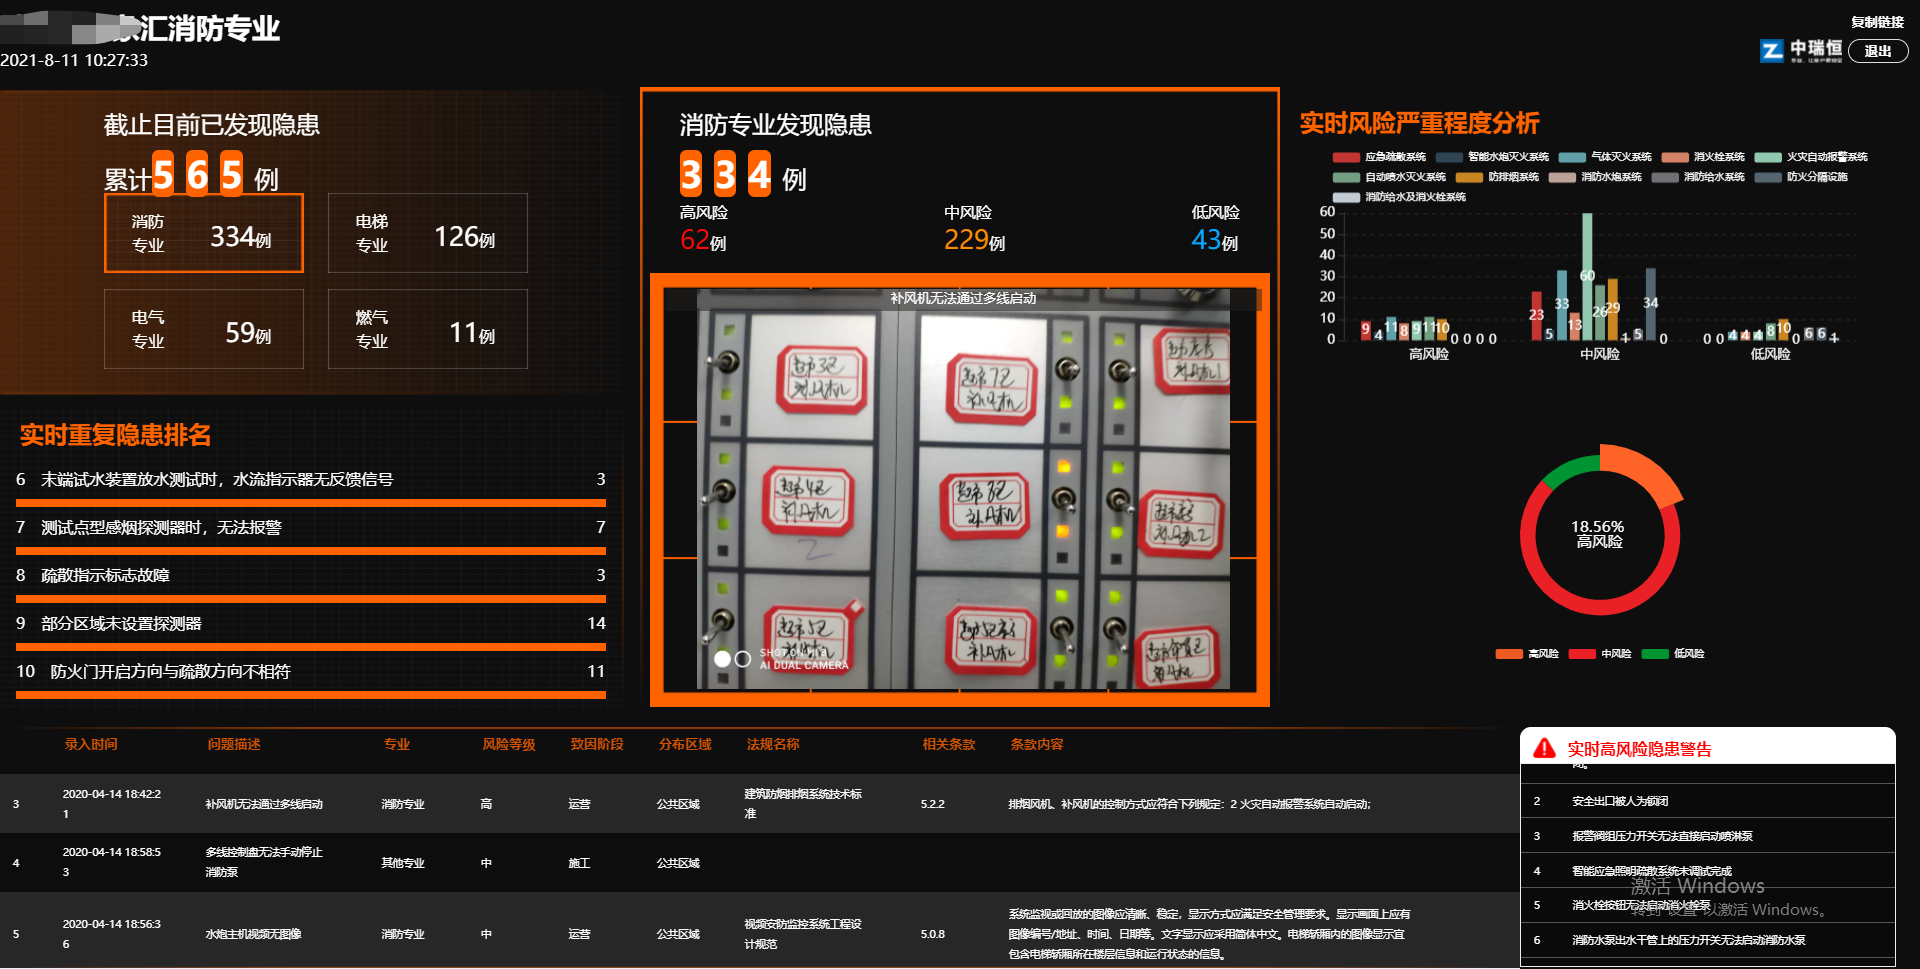 象汇消防专业
2021-8-11 10:27:33
复制链接
中瑞恒
退出
截止目前已发现隐患
累计565 例
消防专业 334例
电梯专业 126例
电气专业 59例
燃气专业 11例
实时重复隐患排名
6 末端试水装置放水测试时，水流指示器无反馈信号 3
7 测试点型感烟探测器时，无法报警 7
8 疏散指示标志故障 3
9 部分区域未设置探测器 14
10 防火门开启方向与疏散方向不相符 11
消防专业发现隐患
334 例
高风险 中风险 低风险
62例 229例 43例
补风机无法通过多线启动
超市3区
补风机
超市7区
补风机
超市4区
补风机
超市8区
补风机
超市5区
补风机
SHOT ON MI 8
AI DUAL CAMERA
实时风险严重程度分析
应急疏散系统 智能水炮灭火系统 气体灭火系统 消火栓系统 火灾自动报警系统
自动喷水灭火系统 防排烟系统 消防水炮系统 消防给水系统 防火分隔设施
消防给水及消火栓系统
60
50
40
30
20
10
0
9 4 11 8 9 11 10 0 0 0 0
23 5 33 13 60 26 29 1 5 34 0
0 0 4 4 4 8 10 0 6 6 1
高风险 中风险 低风险
18.56%
高风险
高风险 中风险 低风险
录入时间 问题描述 专业 风险等级 致因阶段 分布区域 法规名称 相关条款 条款内容
3 2020-04-14 18:42:21 补风机无法通过多线启动 消防专业 高 运营 公共区域 建筑防烟排烟系统技术标准 5.2.2 排烟风机、补风机的控制方式应符合下列规定：2 火灾自动报警系统自动启动；
4 2020-04-14 18:58:53 多线控制盘无法手动停止消防泵 其他专业 中 施工 公共区域
5 2020-04-14 18:56:36 水炮主机视频无图像 消防专业 中 运营 公共区域 视频安防监控系统工程设计规范 5.0.8 系统监视或回放的图像应清晰、稳定，显示方式应满足安全管理要求。显示画面上应有图像编号/地址、时间、日期等。文字显示应采用简体中文。电梯轿厢内的图像显示宜包含电梯轿厢所在楼层信息和运行状态的信息。
实时高风险隐患警告
2 安全出口被人为锁闭
3 报警阀组压力开关无法直接启动喷淋泵
4 智能应急照明疏散系统未调试完成
5 消火栓按钮无法启动消火栓泵
6 消防水泵出水干管上的压力开关无法启动消防水泵
激活 Windows
转到"设置"以激活 Windows。